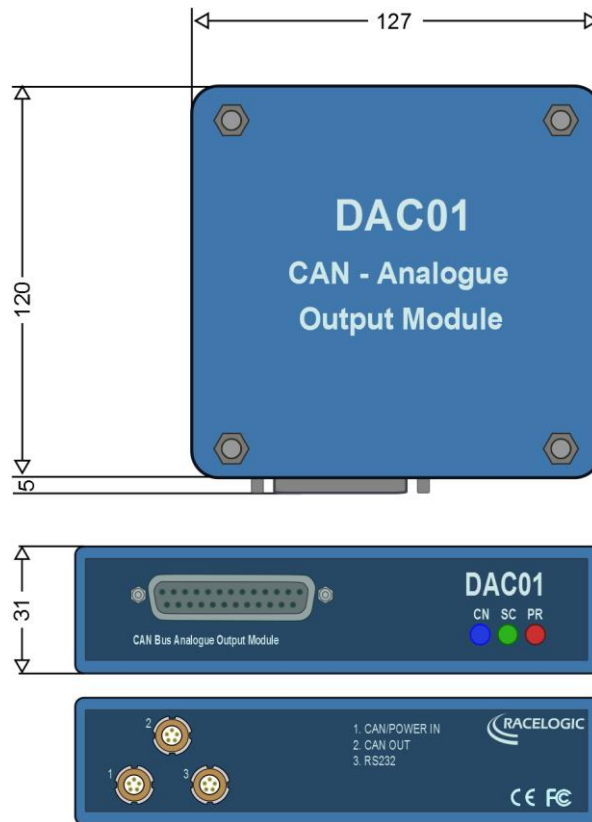 127
120
DAC01
CAN - Analogue
Output Module
5
31
DAC01
CN SC PR
CAN Bus Analogue Output Module
2
1
3
1. CAN/POWER IN
2. CAN OUT
3. RS232
RACELOGIC
CE FC